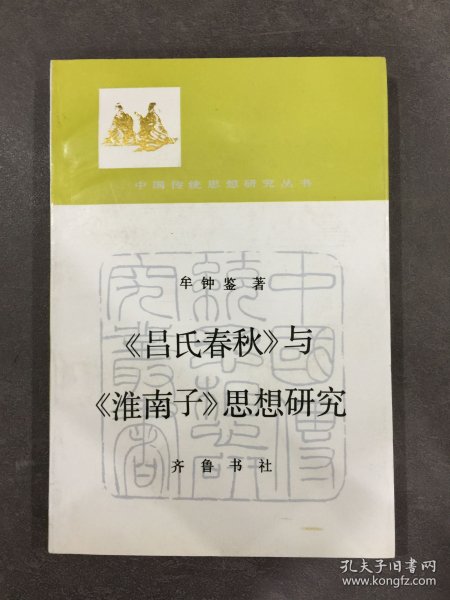 中国传统思想研究丛书
牟钟鉴 著
《吕氏春秋》与
《淮南子》思想研究
齐鲁书社
孔夫子旧书网
www.kongfz.com